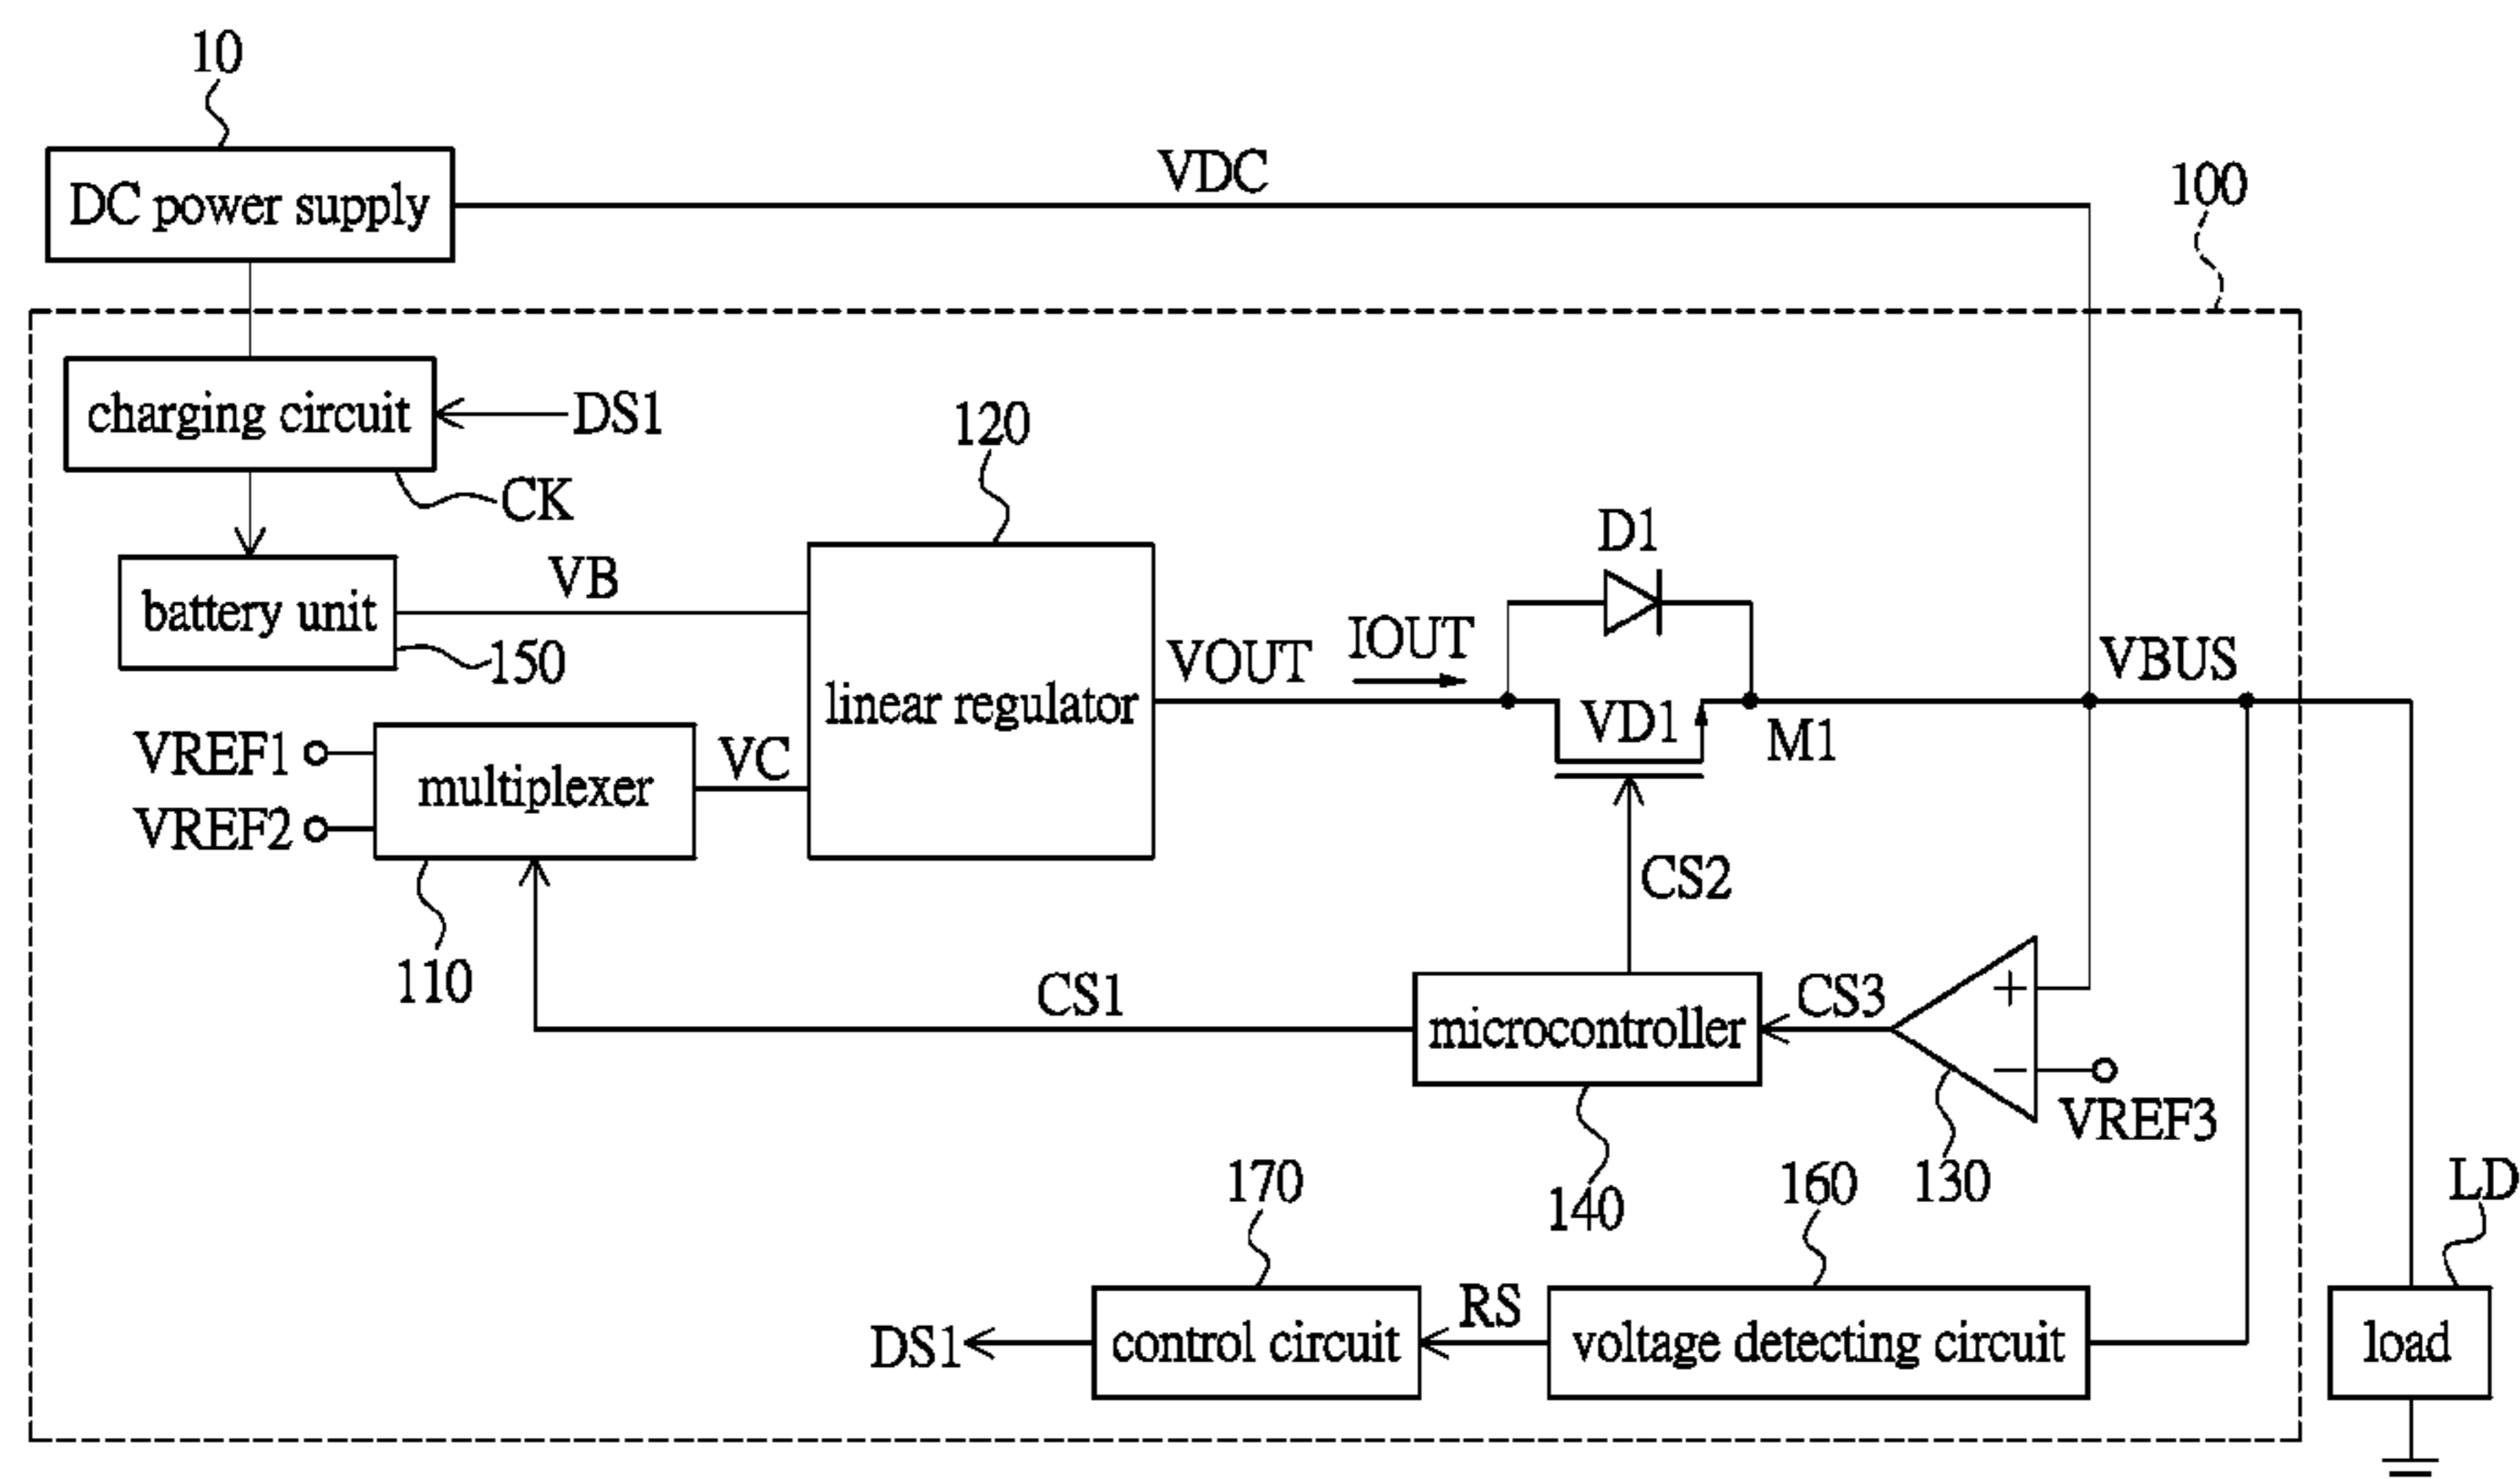 10
DC power supply
VDC
100
charging circuit
DS1
CK
120
D1
battery unit
VB
150
linear regulator
VOUT
IOUT
VD1
M1
VBUS
VREF1
VREF2
multiplexer
VC
110
CS2
CS1
microcontroller
CS3
+
−
VREF3
130
140
170
160
LD
DS1
control circuit
RS
voltage detecting circuit
load